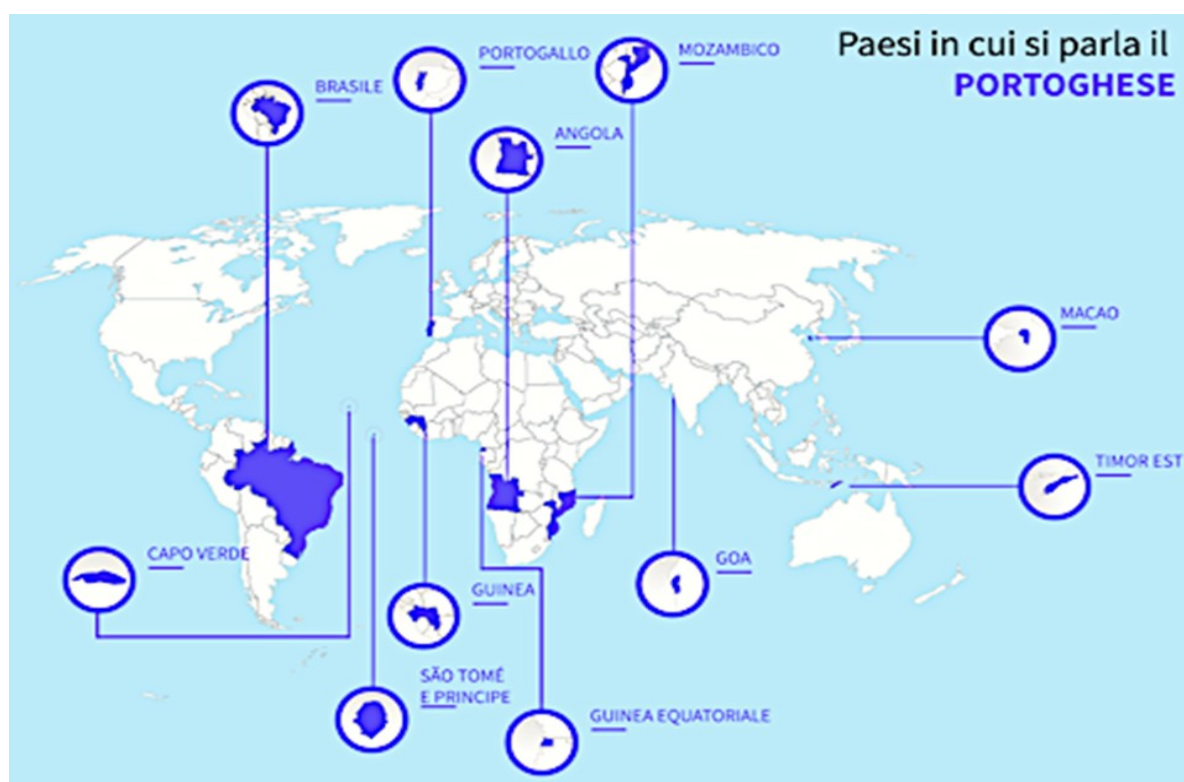 Paesi in cui si parla il
PORTOGHESE
PORTOGALLO
MOZAMBICO
BRASILE
ANGOLA
MACAO
TIMOR EST
CAPO VERDE
GOA
GUINEA
SÃO TOMÉ
E PRINCIPE
GUINEA EQUATORIALE